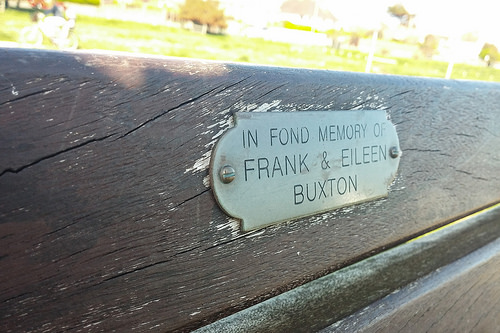 IN FOND MEMORY OF
FRANK & EILEEN
BUXTON